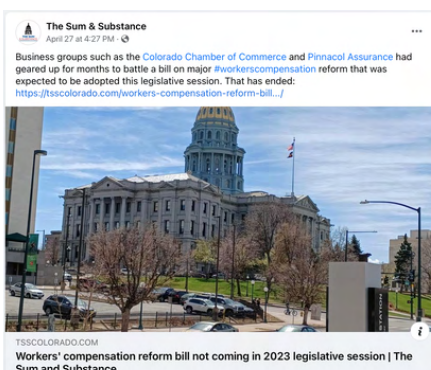 The Sum & Substance
April 27 at 4:27 PM ·
Business groups such as the Colorado Chamber of Commerce and Pinnacol Assurance had
geared up for months to battle a bill on major #workerscompensation reform that was
expected to be adopted this legislative session. That has ended:
https://tsscolorado.com/workers-compensation-reform-bill.../
STATION
TSSCOLORADO.COM
Workers' compensation reform bill not coming in 2023 legislative session | The
Sum and Substance